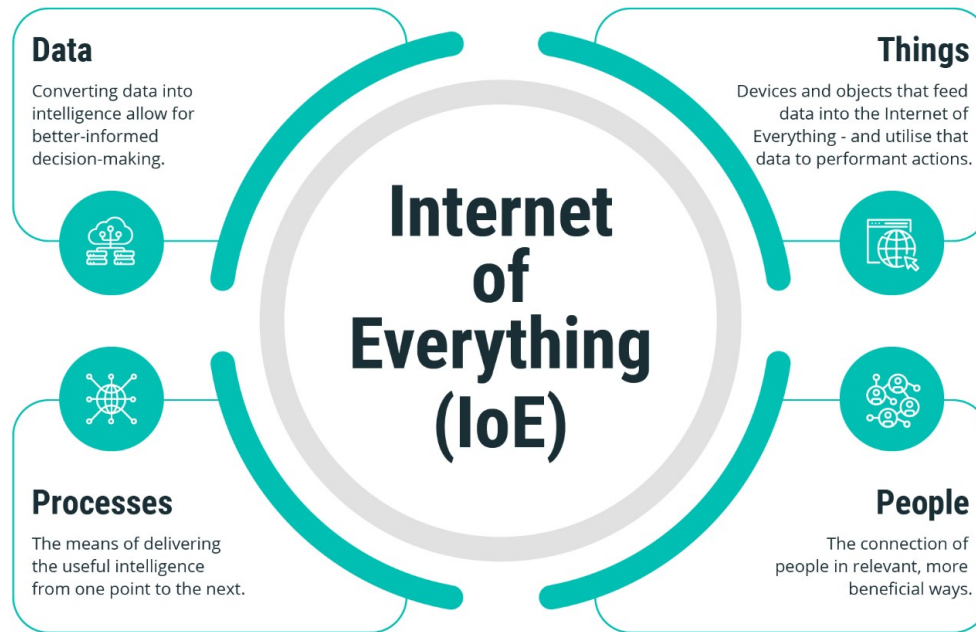 Data
Converting data into
intelligence allow for
better-informed
decision-making.
Things
Devices and objects that feed
data into the Internet of
Everything - and utilise that
data to performant actions.
Internet
of
Everything
(IoE)
Processes
The means of delivering
the useful intelligence
from one point to the next.
People
The connection of
people in relevant, more
beneficial ways.